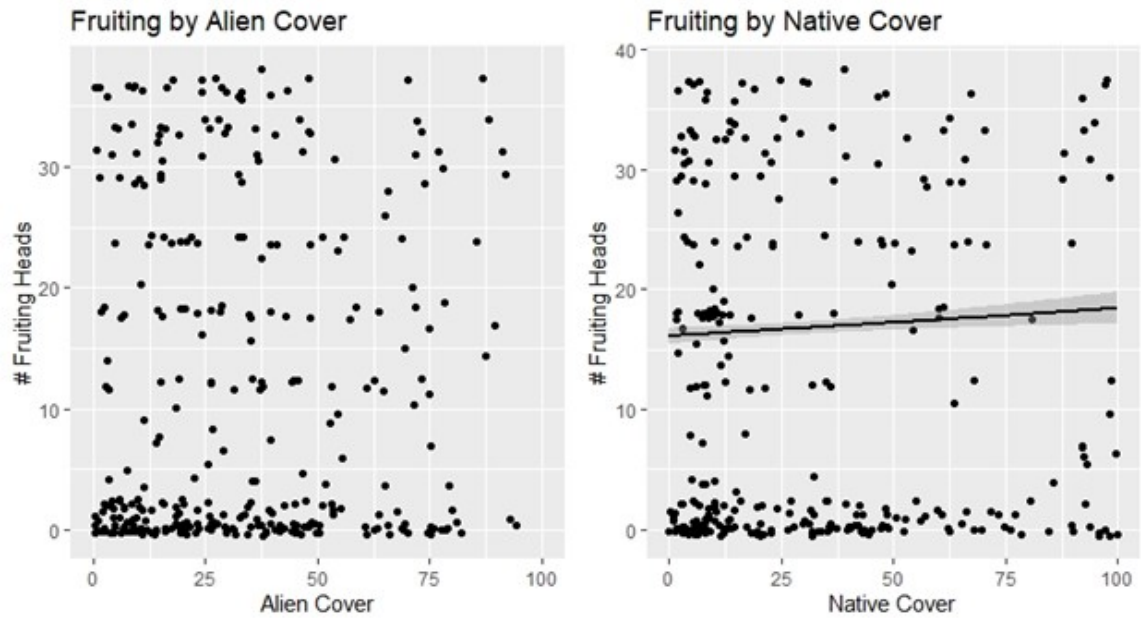 Fruiting by Alien Cover
# Fruiting Heads
30
20
10
0
0 25 50 75 100
Alien Cover
Fruiting by Native Cover
# Fruiting Heads
40
30
20
10
0
0 25 50 75 100
Native Cover